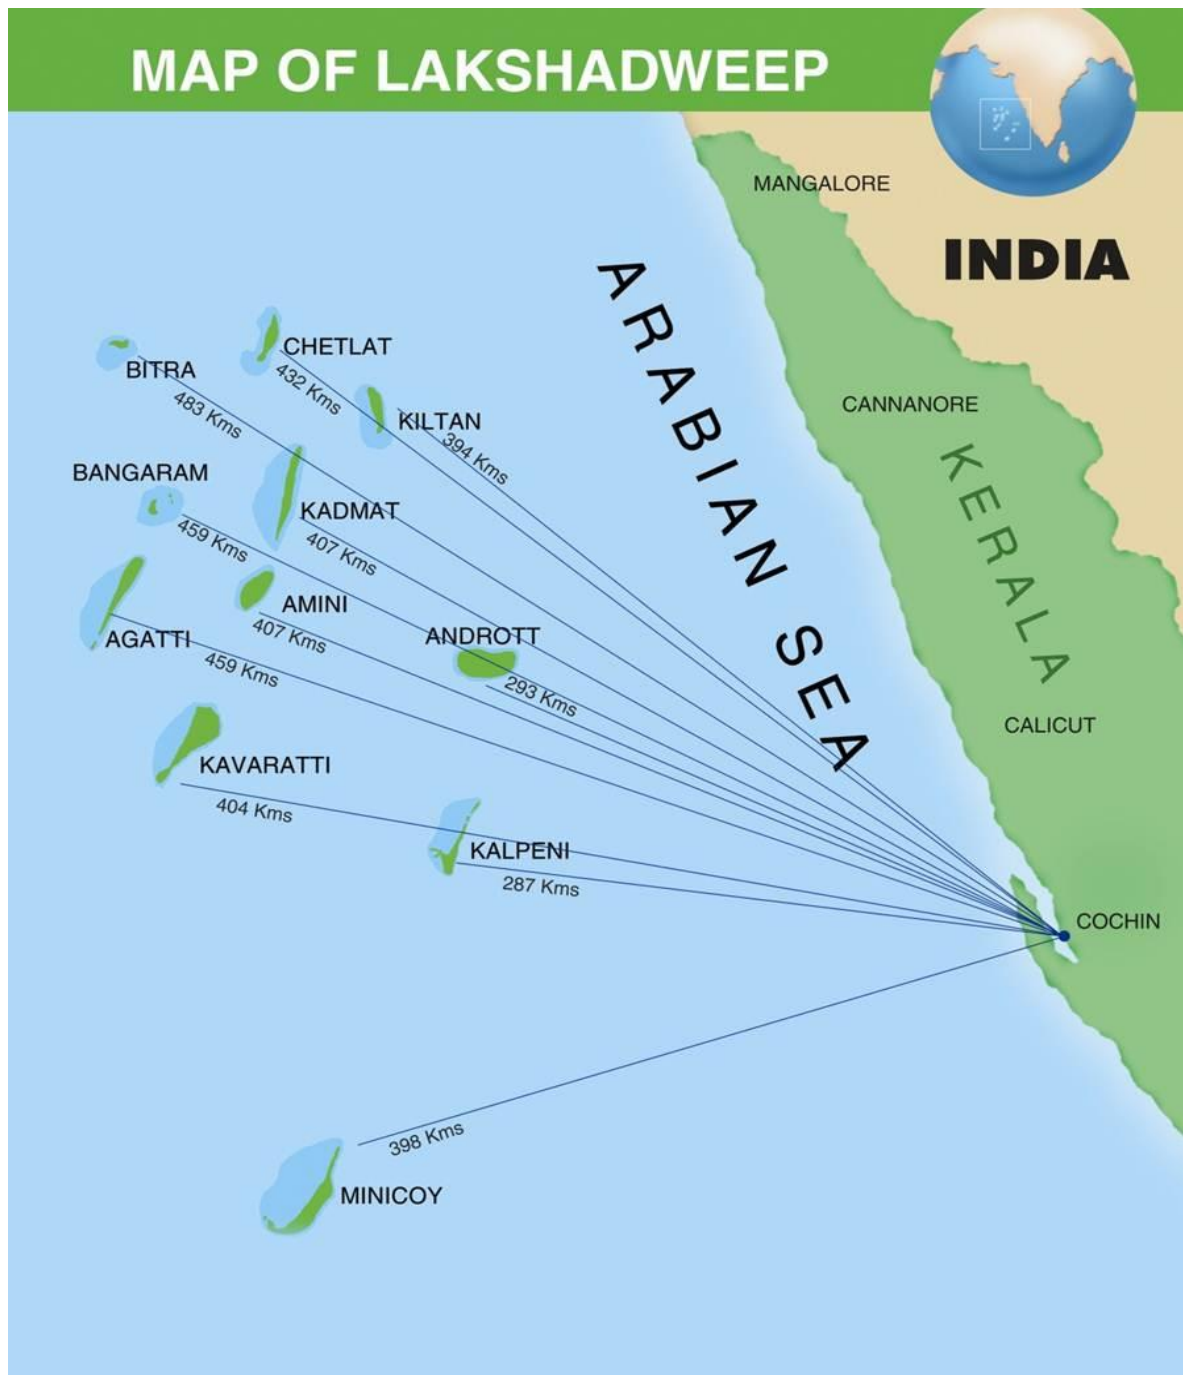 MAP OF LAKSHADWEEP
MANGALORE
INDIA
ARABIAN SEA
CHETLAT
432 Kms
BITRA
483 Kms
CANNANORE
KERALA
KILTAN
394 Kms
BANGARAM
459 Kms
KADMAT
407 Kms
AMINI
407 Kms
AGATTI
459 Kms
ANDROTT
293 Kms
CALICUT
KAVARATTI
404 Kms
KALPENI
287 Kms
COCHIN
398 Kms
MINICOY